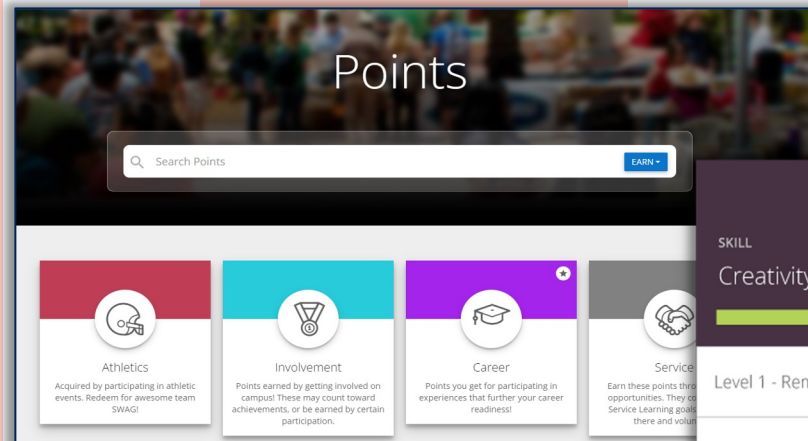 Points
Search Points
EARN
SKILL
Creativity
Athletics
Acquired by participating in athletic
events. Redeem for awesome team
SWAG!
Involvement
Points earned by getting involved on
campus! These may count toward
achievements, or be earned by certain
participation.
Career
Points you get for participating in
experiences that further your career
readiness!
Service
Earn these points thro
opportunities. They co
Service Learning goals
there and volun
Level 1 - Rem